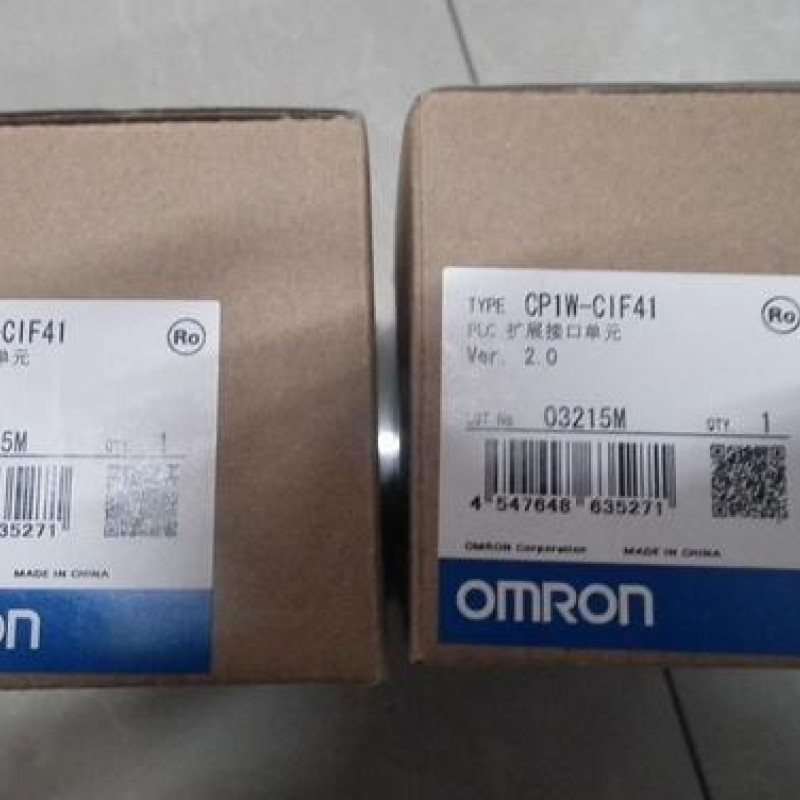 -CIF41
Ro
单元
5M
QTY 1
35271
MADE IN CHINA
on
TYPE CP1W-CIF41
Ro
PLC 扩展接口单元
Ver. 2.0
LOT No 03215M QTY 1
4 547648 635271
OMRON Corporation MADE IN CHINA
OMRON